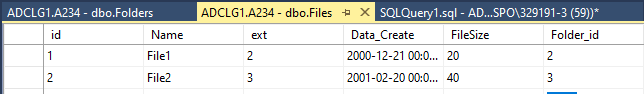 ADCLG1.A234 - dbo.Folders ADCLG1.A234 - dbo.Files SQLQuery1.sql - AD...SPO\329191-3 (59))*
id Name ext Data_Create FileSize Folder_id
1 File1 2 2000-12-21 00:0... 20 2
2 File2 3 2001-02-20 00:0... 40 3